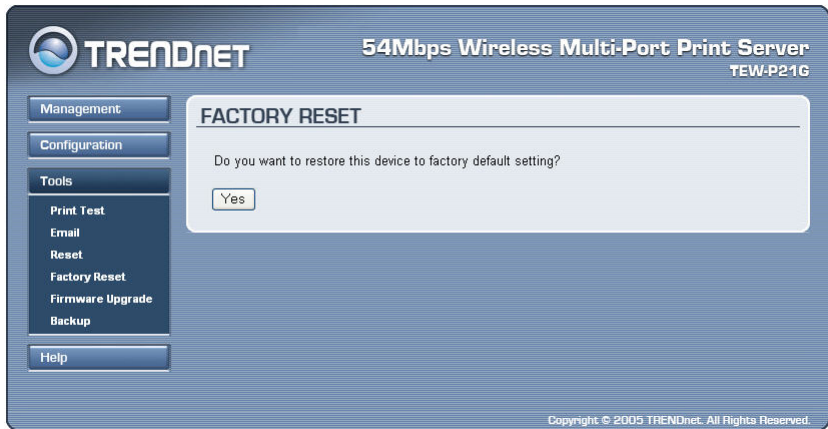 TRENDnet
54Mbps Wireless Multi-Port Print Server
TEW-P21G
Management
Configuration
Tools
Print Test
Email
Reset
Factory Reset
Firmware Upgrade
Backup
Help
FACTORY RESET
Do you want to restore this device to factory default setting?
Yes
Copyright © 2005 TRENDnet. All Rights Reserved.